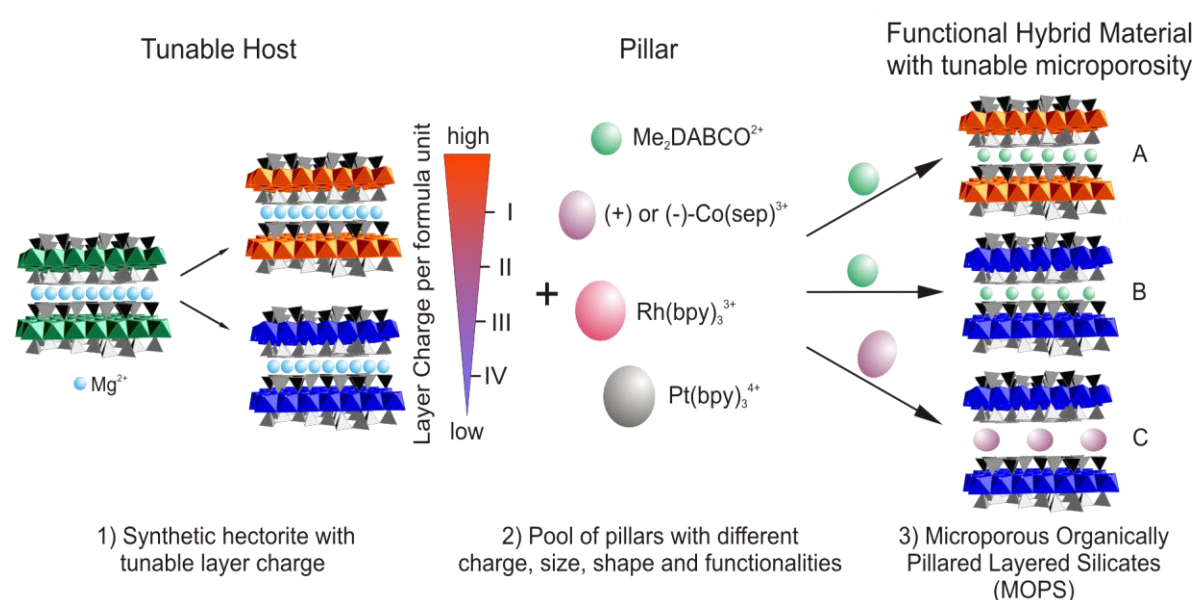 Tunable Host
Pillar
Functional Hybrid Material
with tunable microporosity
Mg²⁺
Layer Charge per formula unit
high
I
II
III
IV
low
+
Me₂DABCO²⁺
(+) or (-)-Co(sep)³⁺
Rh(bpy)₃³⁺
Pt(bpy)₃⁴⁺
A
B
C
1) Synthetic hectorite with
tunable layer charge
2) Pool of pillars with different
charge, size, shape and functionalities
3) Microporous Organically
Pillared Layered Silicates
(MOPS)